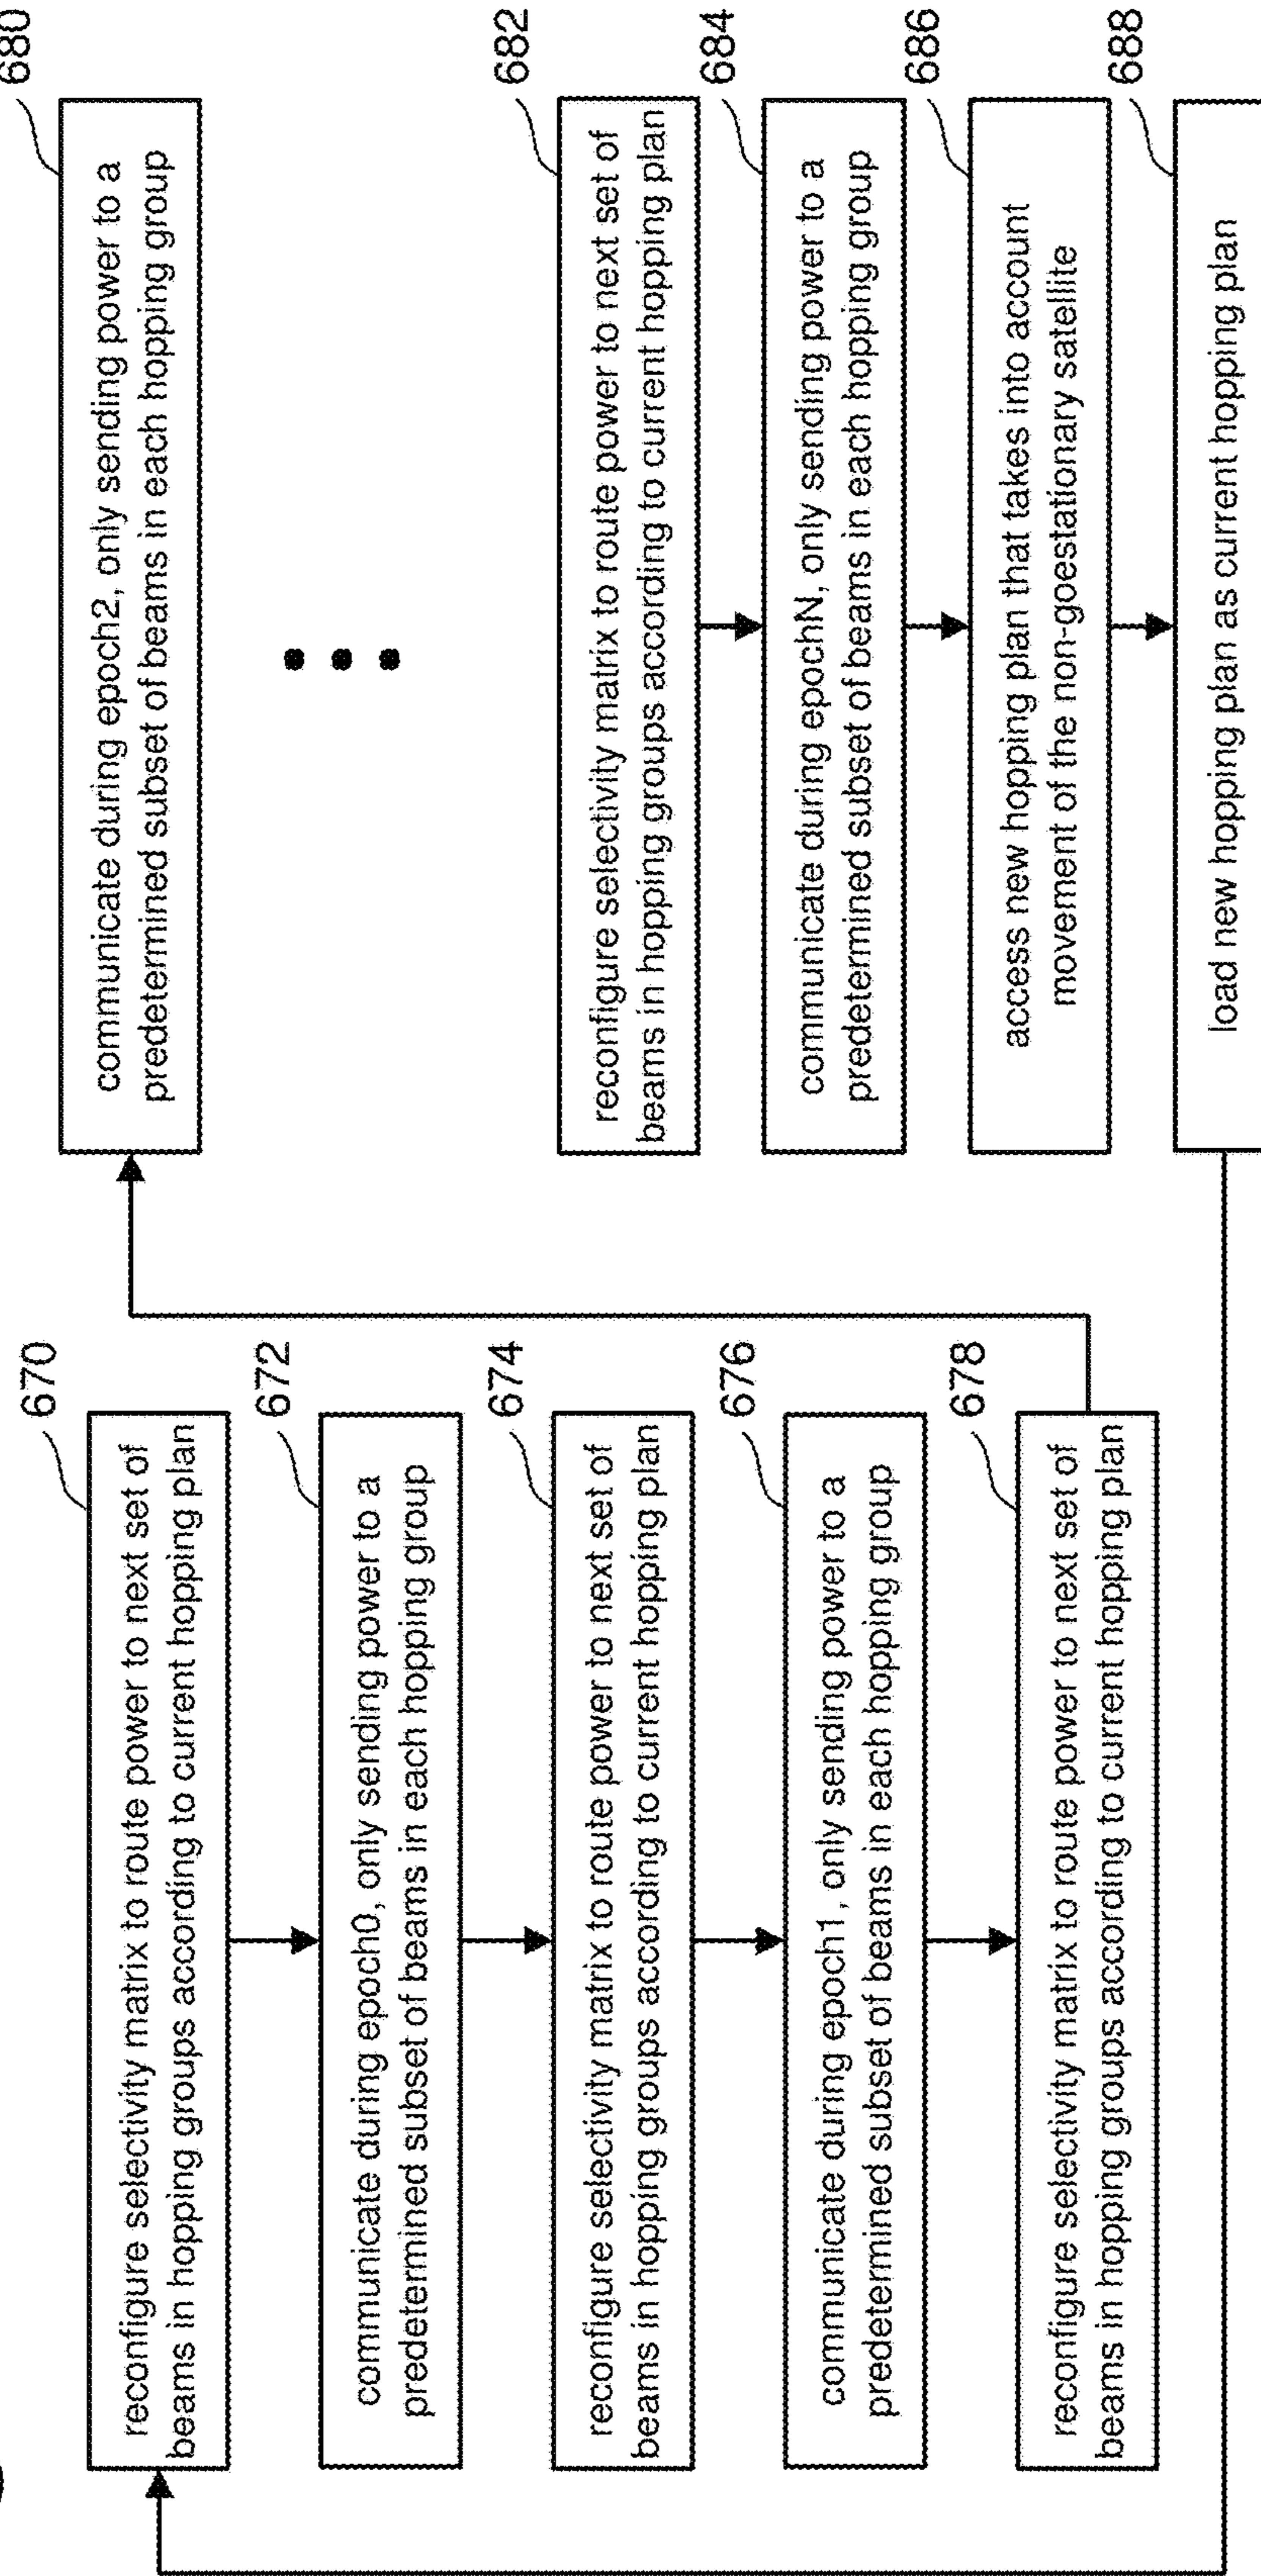 670
reconfigure selectivity matrix to route power to next set of
beams in hopping groups according to current hopping plan
672
communicate during epoch0, only sending power to a
predetermined subset of beams in each hopping group
674
reconfigure selectivity matrix to route power to next set of
beams in hopping groups according to current hopping plan
676
communicate during epoch1, only sending power to a
predetermined subset of beams in each hopping group
678
reconfigure selectivity matrix to route power to next set of
beams in hopping groups according to current hopping plan
680
communicate during epoch2, only sending power to a
predetermined subset of beams in each hopping group
682
reconfigure selectivity matrix to route power to next set of
beams in hopping groups according to current hopping plan
684
communicate during epochN, only sending power to a
predetermined subset of beams in each hopping group
686
access new hopping plan that takes into account
movement of the non-goestationary satellite
688
load new hopping plan as current hopping plan